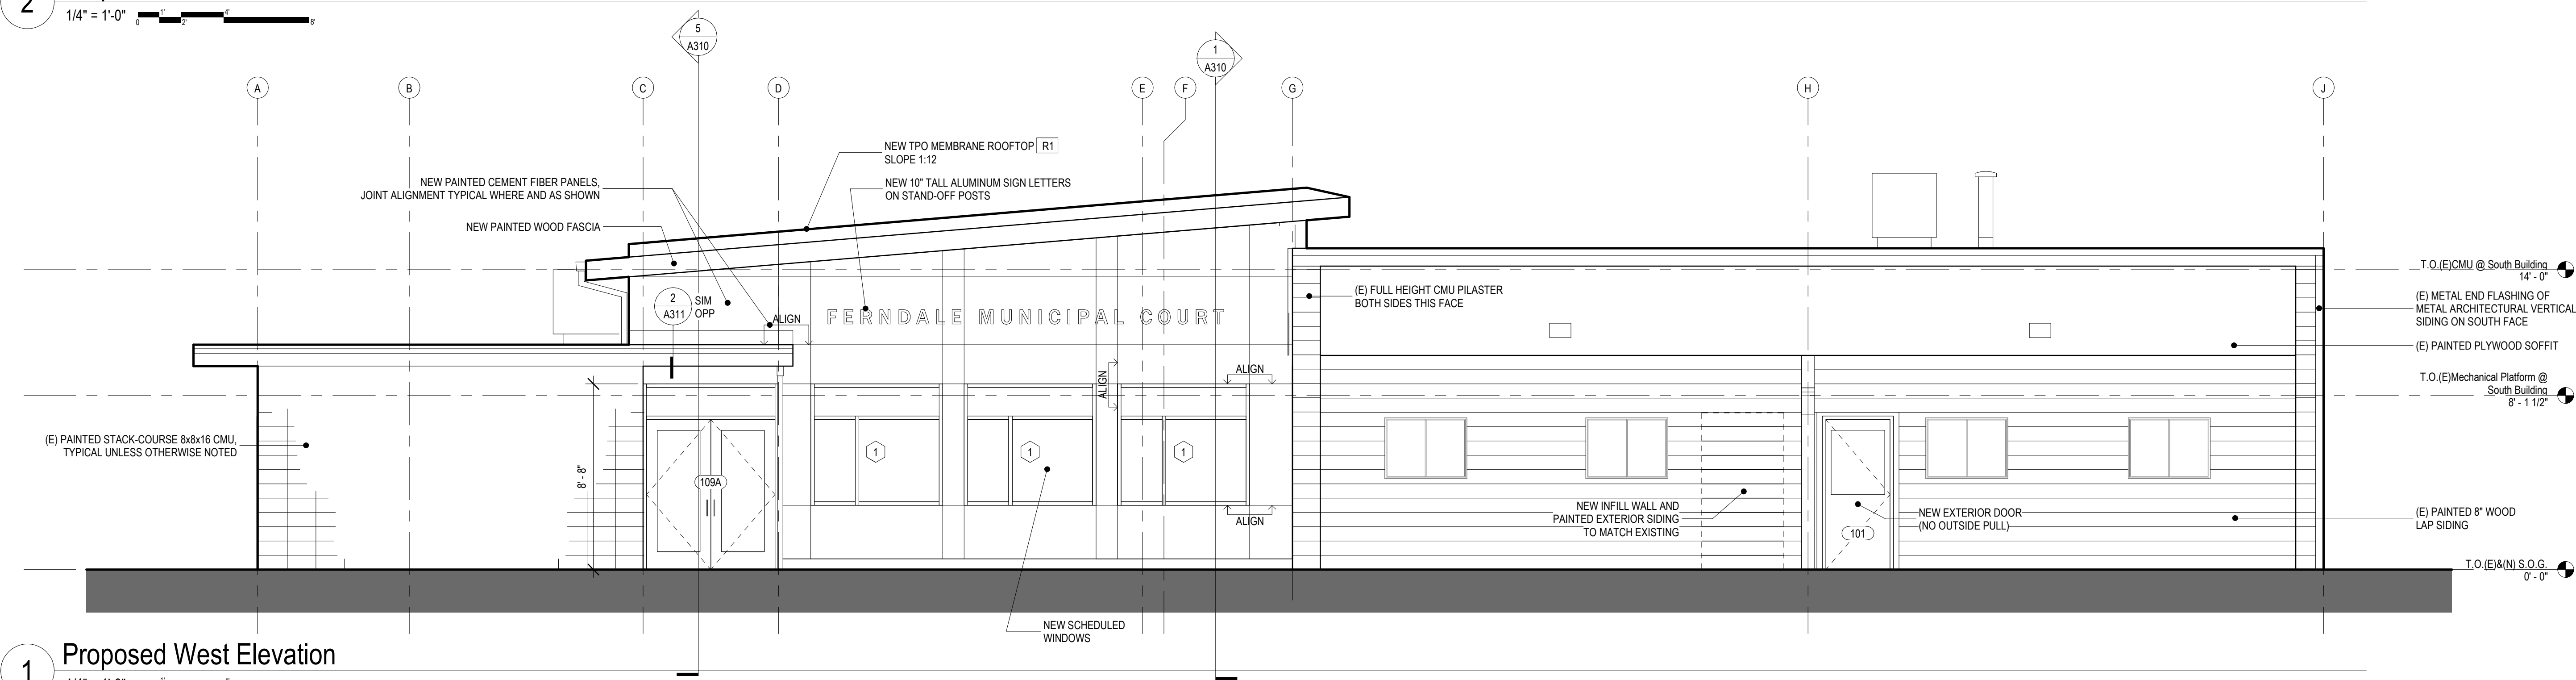 2
1/4" = 1'-0"
0 1' 2' 4' 8'
5
A310
1
A310
A B C D E F G H J
NEW TPO MEMBRANE ROOFTOP R1
SLOPE 1:12
NEW PAINTED CEMENT FIBER PANELS,
JOINT ALIGNMENT TYPICAL WHERE AND AS SHOWN
NEW 10" TALL ALUMINUM SIGN LETTERS
ON STAND-OFF POSTS
NEW PAINTED WOOD FASCIA
T.O.(E)CMU @ South Building
14' - 0"
2
A311
SIM
OPP
(E) FULL HEIGHT CMU PILASTER
BOTH SIDES THIS FACE
(E) METAL END FLASHING OF
METAL ARCHITECTURAL VERTICAL
SIDING ON SOUTH FACE
ALIGN
FERNDALE MUNICIPAL COURT
(E) PAINTED PLYWOOD SOFFIT
ALIGN
ALIGN
T.O.(E)Mechanical Platform @
South Building
8' - 1 1/2"
(E) PAINTED STACK-COURSE 8x8x16 CMU,
TYPICAL UNLESS OTHERWISE NOTED
8' - 8"
109A
1
1
1
ALIGN
NEW INFILL WALL AND
PAINTED EXTERIOR SIDING
TO MATCH EXISTING
NEW EXTERIOR DOOR
(NO OUTSIDE PULL)
101
(E) PAINTED 8" WOOD
LAP SIDING
T.O.(E)&(N) S.O.G.
0' - 0"
NEW SCHEDULED
WINDOWS
1
Proposed West Elevation